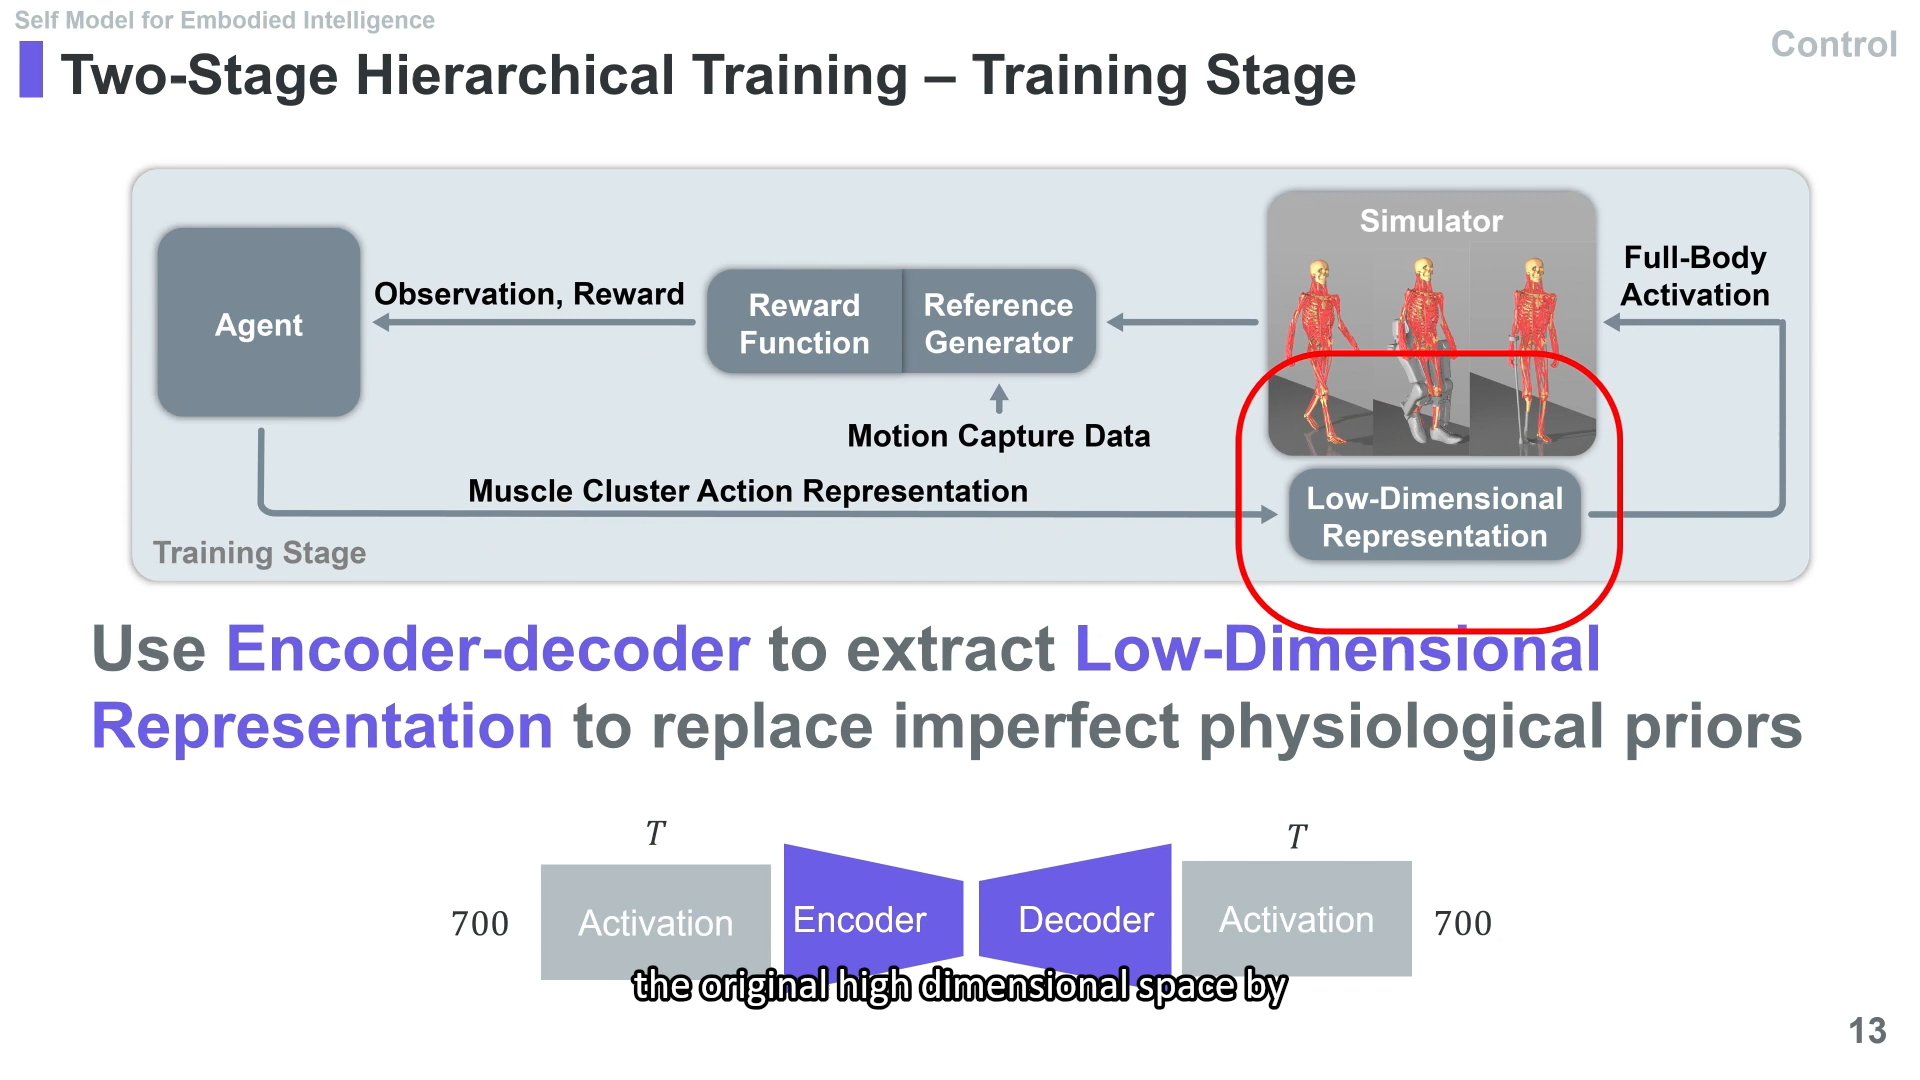 Self Model for Embodied Intelligence
Control
Two-Stage Hierarchical Training – Training Stage
Simulator
Full-Body
Activation
Agent
Observation, Reward
Reward
Function
Reference
Generator
Motion Capture Data
Muscle Cluster Action Representation
Low-Dimensional
Representation
Training Stage
Use Encoder-decoder to extract Low-Dimensional
Representation to replace imperfect physiological priors
T
T
700
Activation
Encoder
Decoder
Activation
700
the original high dimensional space by
13